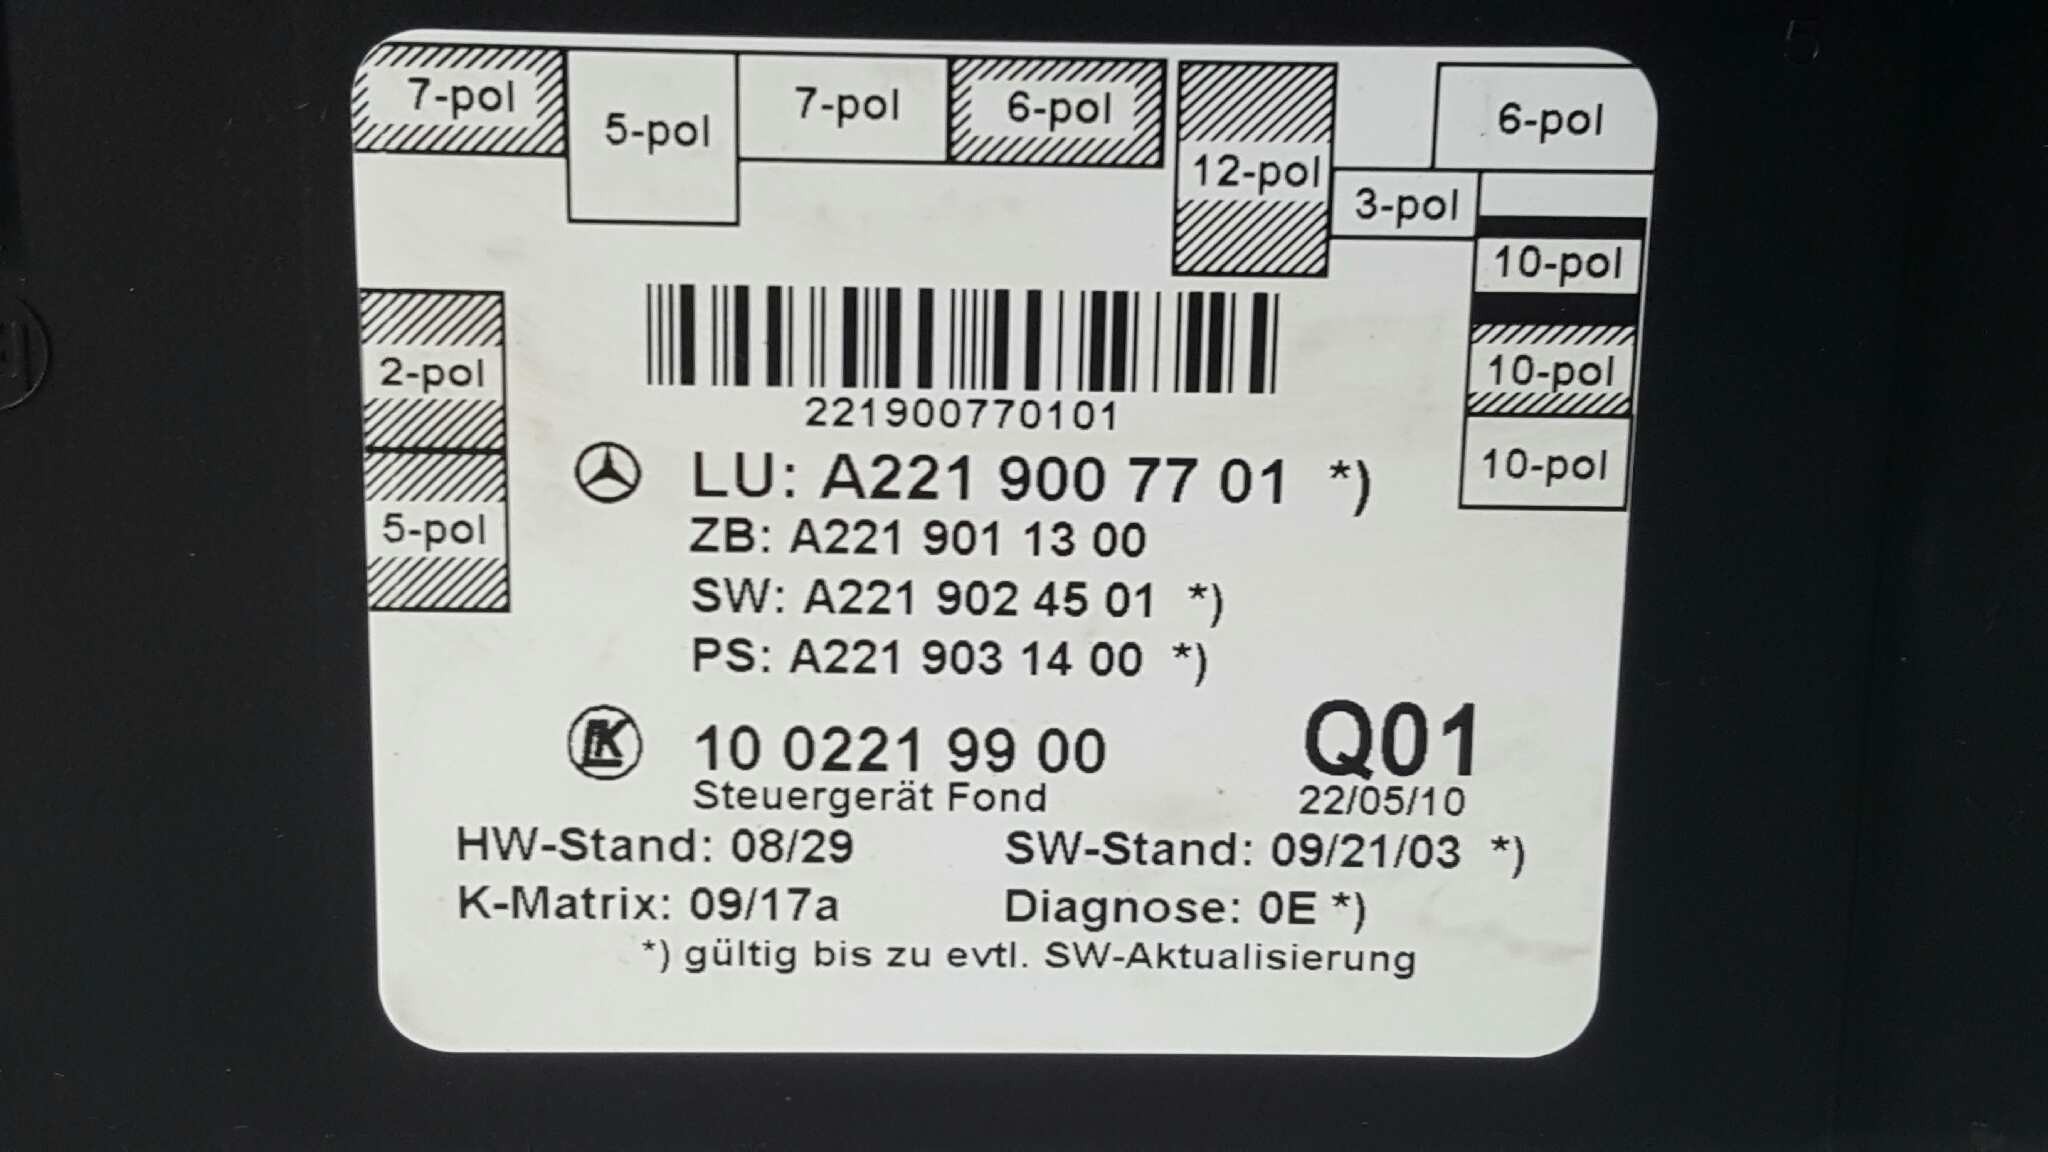 7-pol
5-pol
7-pol
6-pol
12-pol
6-pol
3-pol
10-pol
10-pol
10-pol
2-pol
5-pol
221900770101
LU: A221 900 77 01 *)
ZB: A221 901 13 00
SW: A221 902 45 01 *)
PS: A221 903 14 00 *)
10 0221 99 00
Q01
Steuergerät Fond
22/05/10
HW-Stand: 08/29
SW-Stand: 09/21/03 *)
K-Matrix: 09/17a
Diagnose: 0E *)
*) gültig bis zu evtl. SW-Aktualisierung
5